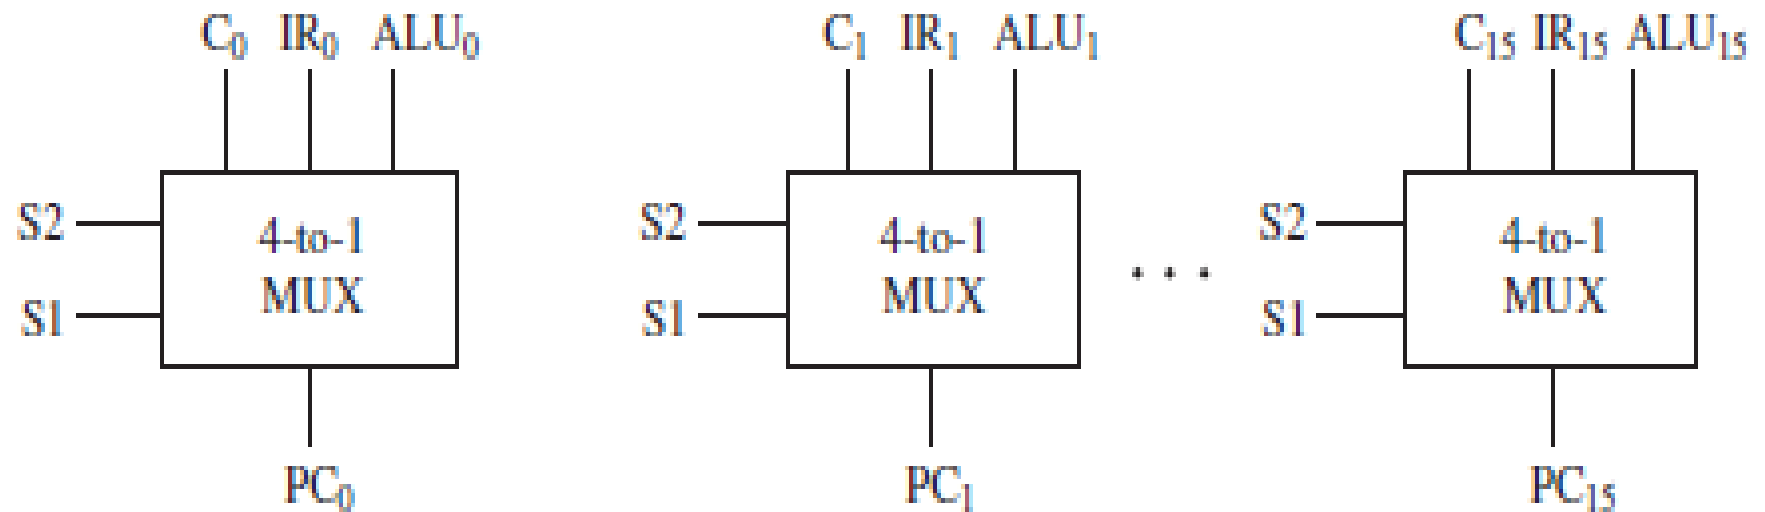 C₀ IR₀ ALU₀ C₁ IR₁ ALU₁ C₁₅ IR₁₅ ALU₁₅
S2 4-to-1 S2 4-to-1 S2 4-to-1
MUX MUX . . . MUX
S1 S1 S1
PC₀ PC₁ PC₁₅